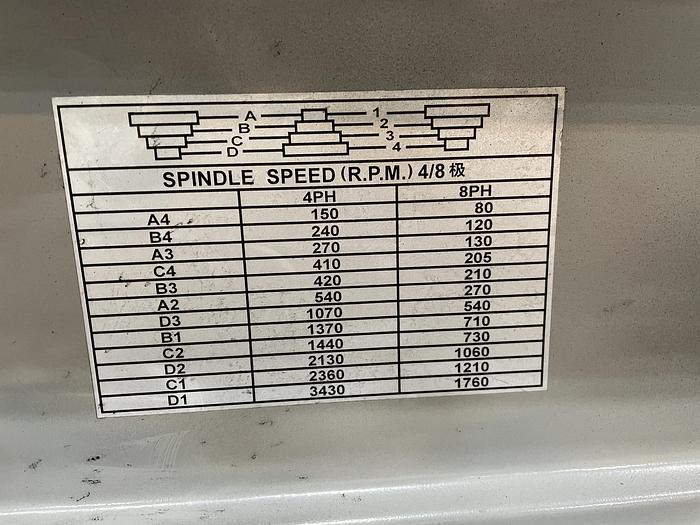 A 1
B 2
C 3
D 4
SPINDLE SPEED (R.P.M.) 4/8 极
4PH 8PH
A4 150 80
B4 240 120
A3 270 130
C4 410 205
B3 420 210
A2 540 270
D3 1070 540
B1 1370 710
C2 1440 730
D2 2130 1060
C1 2360 1210
D1 3430 1760